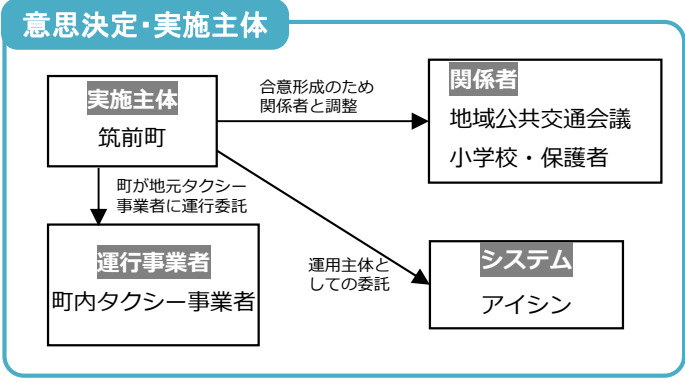 意思決定・実施主体
実施主体
筑前町
合意形成のため
関係者と調整
関係者
地域公共交通会議
小学校・保護者
町が地元タクシー
事業者に運行委託
運行事業者
町内タクシー事業者
運用主体と
しての委託
システム
アイシン